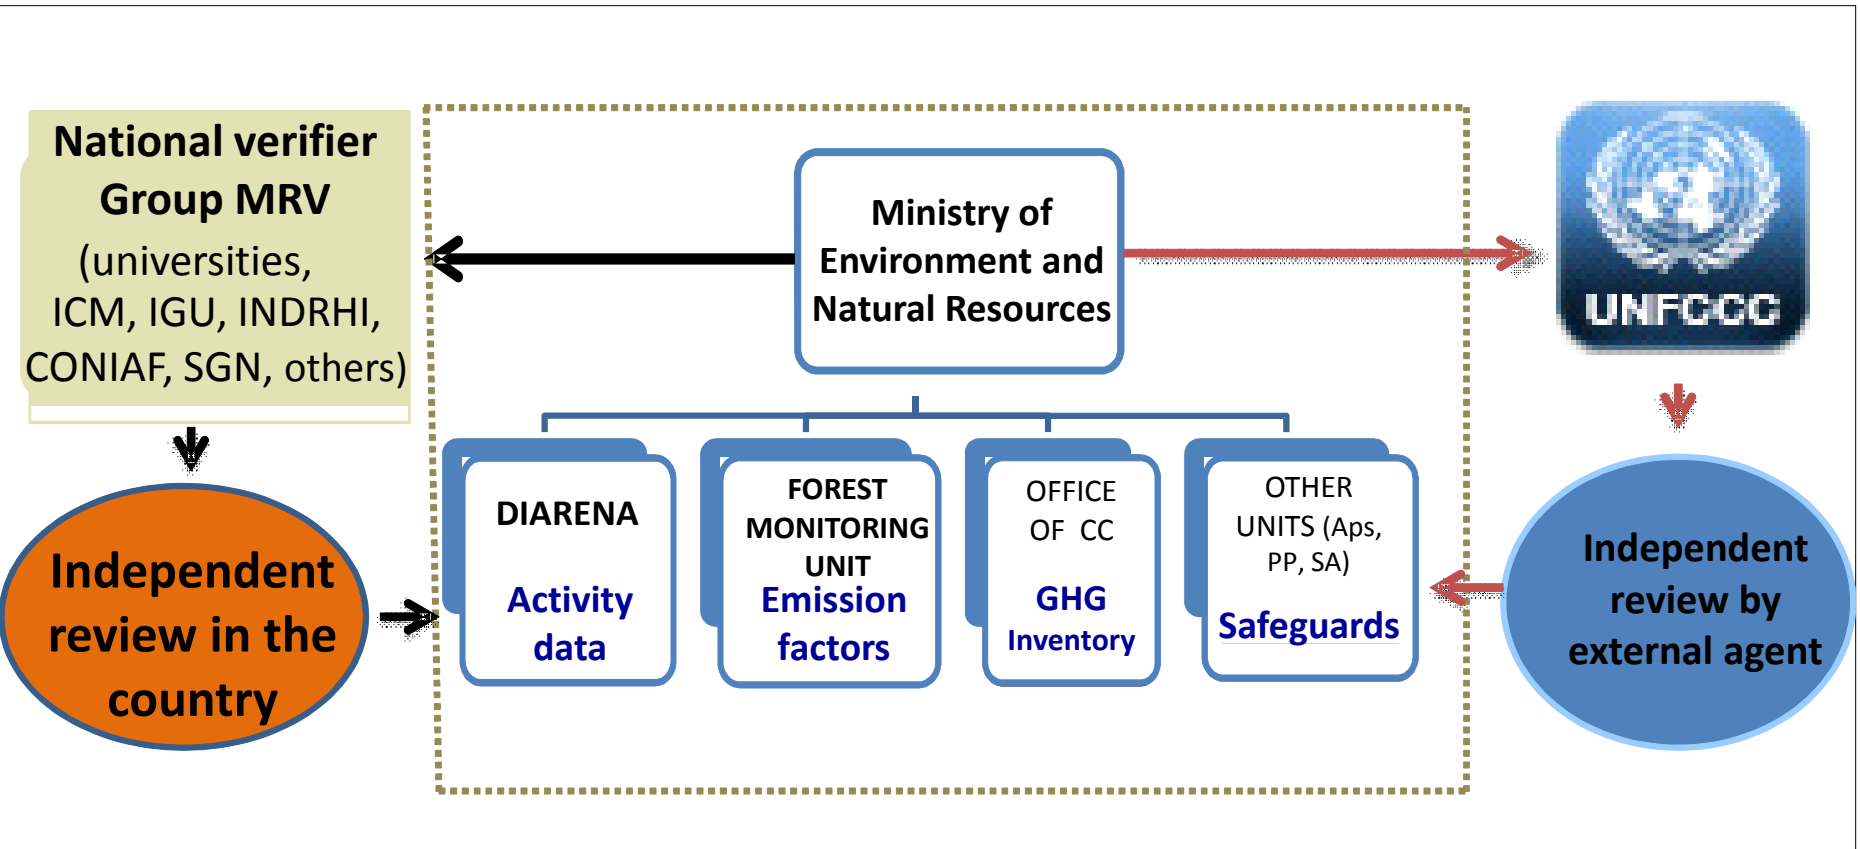 National verifier
Group MRV
(universities,
ICM, IGU, INDRHI,
CONIAF, SGN, others)
Ministry of
Environment and
Natural Resources
UNFCCC
Independent
review in the
country
DIARENA
Activity
data
FOREST
MONITORING
UNIT
Emission
factors
OFFICE
OF CC
GHG
Inventory
OTHER
UNITS (Aps,
PP, SA)
Safeguards
Independent
review by
external agent